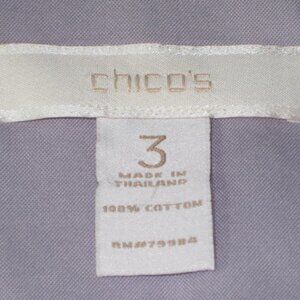 chico's
3
MADE IN
THAILAND
100% COTTON
RN#79984